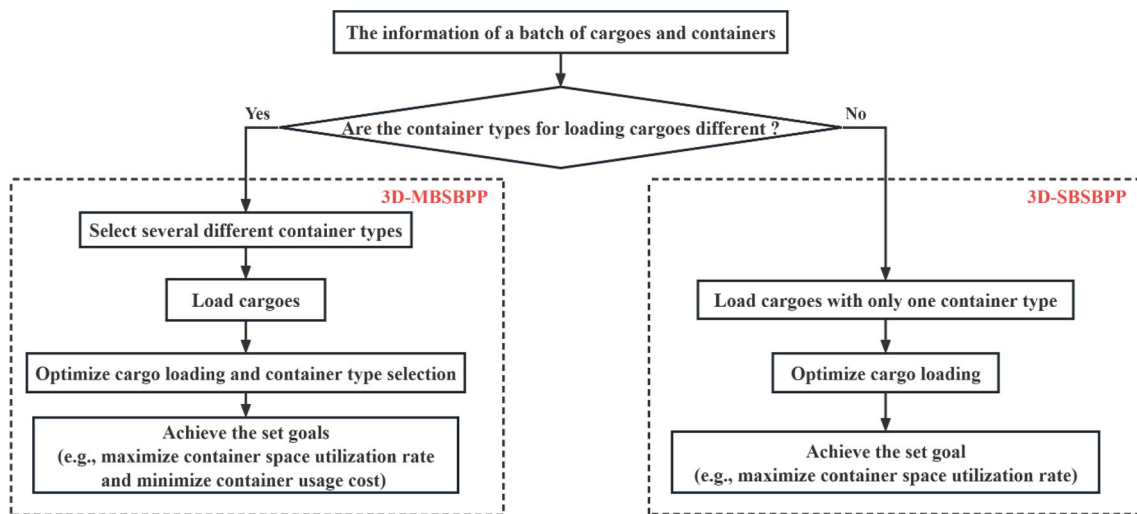 The information of a batch of cargoes and containers
Are the container types for loading cargoes different ?
Yes
No
3D-MBSBPP
Select several different container types
Load cargoes
Optimize cargo loading and container type selection
Achieve the set goals
(e.g., maximize container space utilization rate
and minimize container usage cost)
3D-SBSBPP
Load cargoes with only one container type
Optimize cargo loading
Achieve the set goal
(e.g., maximize container space utilization rate)